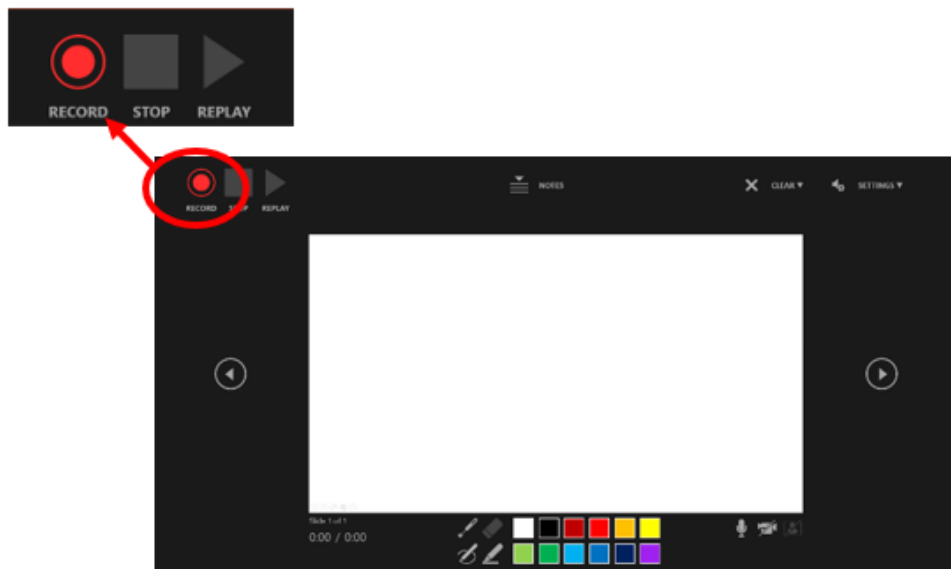 RECORD STOP REPLAY
NOTES
CLEAR
SETTINGS
RECORD STOP REPLAY
Slide 1 of 1
0:00 / 0:00